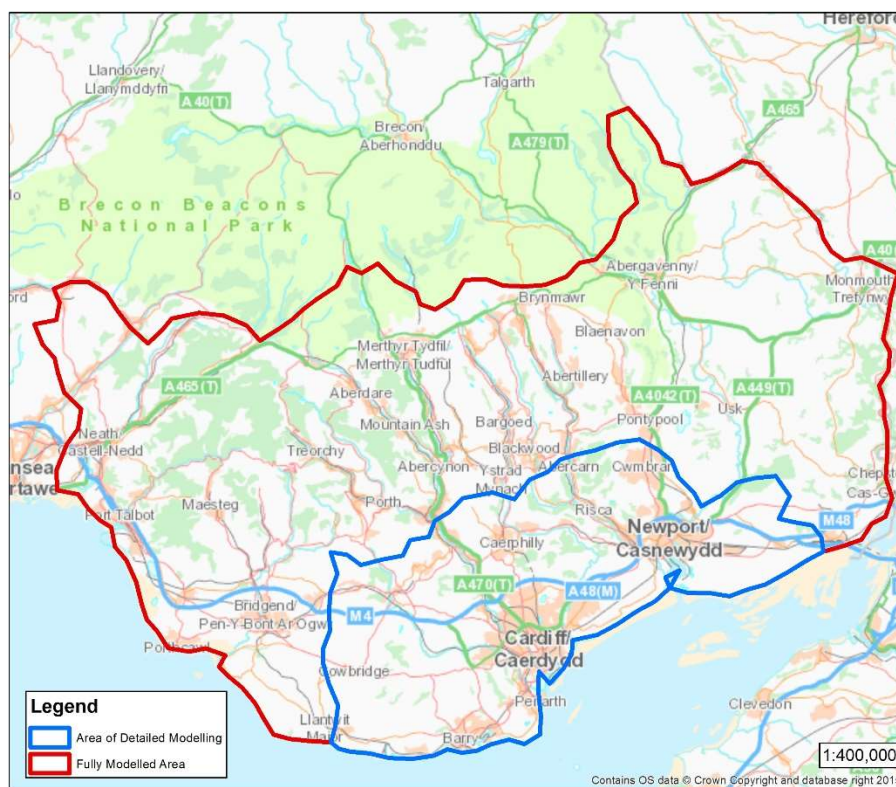 Hereford
Llandovery/
Llanymddyfri
Talgarth
A40(T)
A465
Brecon/
Aberhonddu
A479(T)
Brecon Beacons
National Park
Abergavenny/
Y Fenni
A40
Monmouth
Trefynw
Brynmawr
Blaenavon
Merthyr Tydfil/
Merthyr Tudful
A465(T)
Aberdare
Abertillery
A4042(T)
A449(T)
Usk
Mountain Ash
Bargoed
Pontypool
Neath/
Castell-Nedd
Treorchy
Blackwood
Abercynon
Ystrad
Mynach
Abercarn
Cwmbran
Chepst
Cas-G
Port Talbot
Maesteg
Porth
Risca
Newport/
Casnewydd
M48
Caerphilly
A470(T)
A48(M)
Bridgend/
Pen-Y Bont Ar Ogw
M4
Cardiff/
Caerdydd
Porthcawl
Cowbridge
Penarth
Clevedon
Llantwit
Major
Barry
Legend
Area of Detailed Modelling
Fully Modelled Area
1:400,000
Contains OS data © Crown Copyright and database right 201